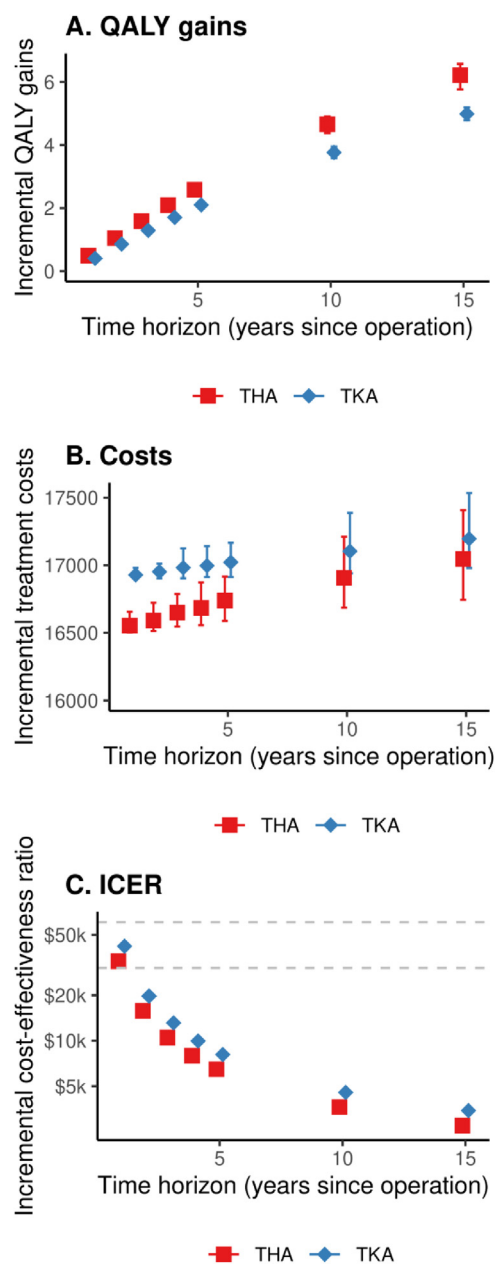 A. QALY gains
Incremental QALY gains
6
4
2
0
5 10 15
Time horizon (years since operation)
THA TKA
B. Costs
Incremental treatment costs
17500
17000
16500
16000
5 10 15
Time horizon (years since operation)
THA TKA
C. ICER
Incremental cost-effectiveness ratio
$50k
$20k
$10k
$5k
5 10 15
Time horizon (years since operation)
THA TKA